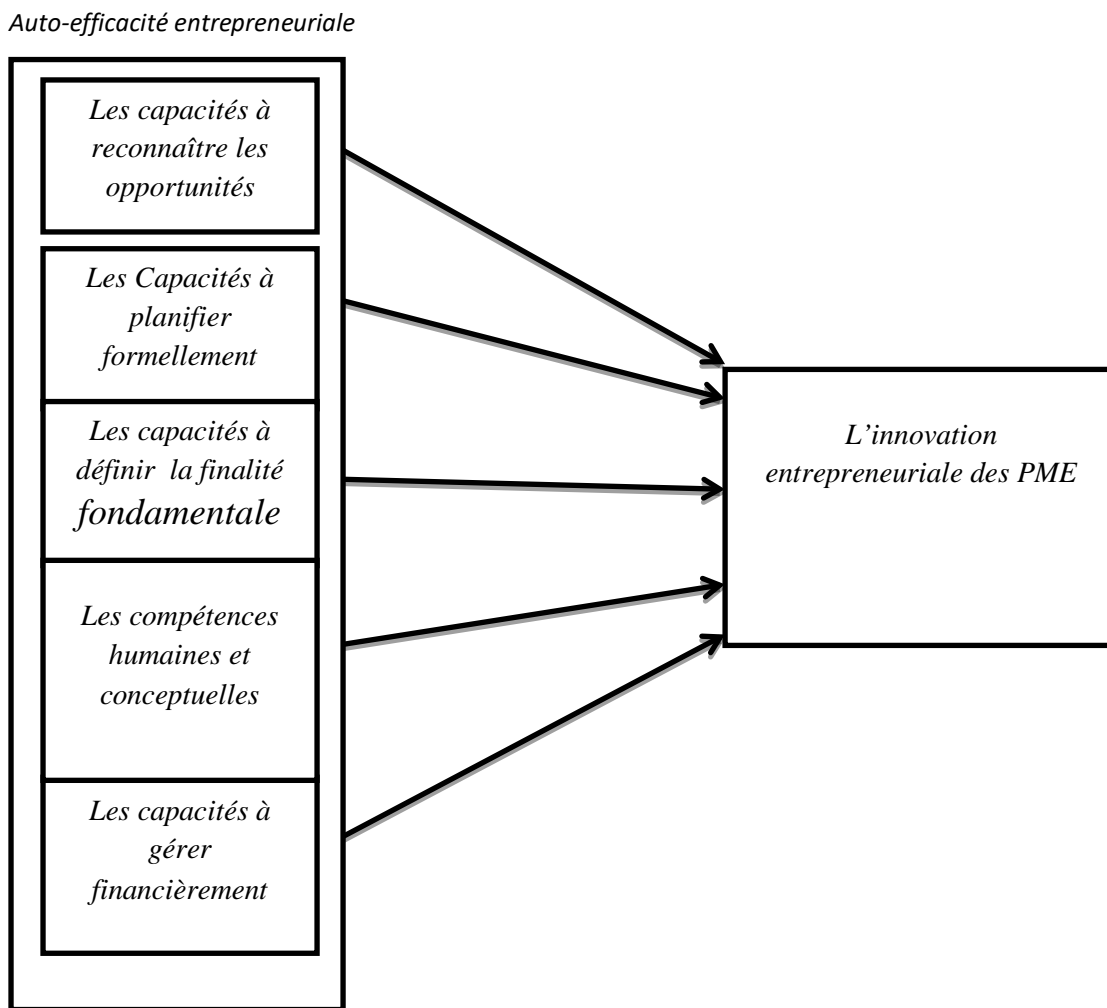 Auto-efficacité entrepreneuriale
Les capacités à
reconnaître les
opportunités
Les Capacités à
planifier
formellement
Les capacités à
définir la finalité
fondamentale
Les compétences
humaines et
conceptuelles
Les capacités à
gérer
financièrement
L’innovation
entrepreneuriale des PME